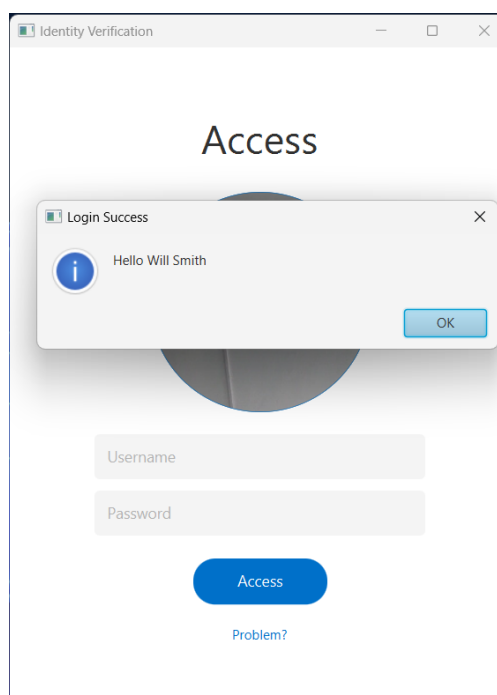 Identity Verification
Access
Login Success
Hello Will Smith
OK
Username
Password
Access
Problem?